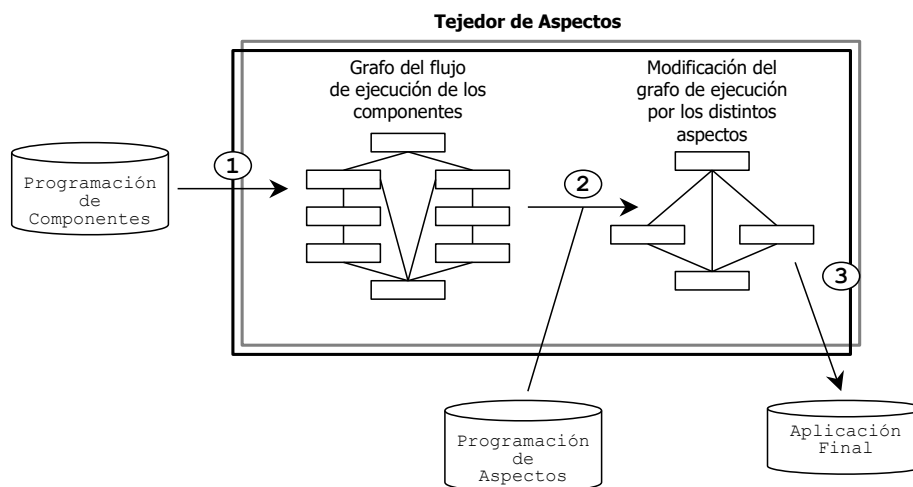 Tejedor de Aspectos
Grafo del flujo
de ejecución de los
componentes
Modificación del
grafo de ejecución
por los distintos
aspectos
1
Programación
de
Componentes
2
3
Programación
de
Aspectos
Aplicación
Final